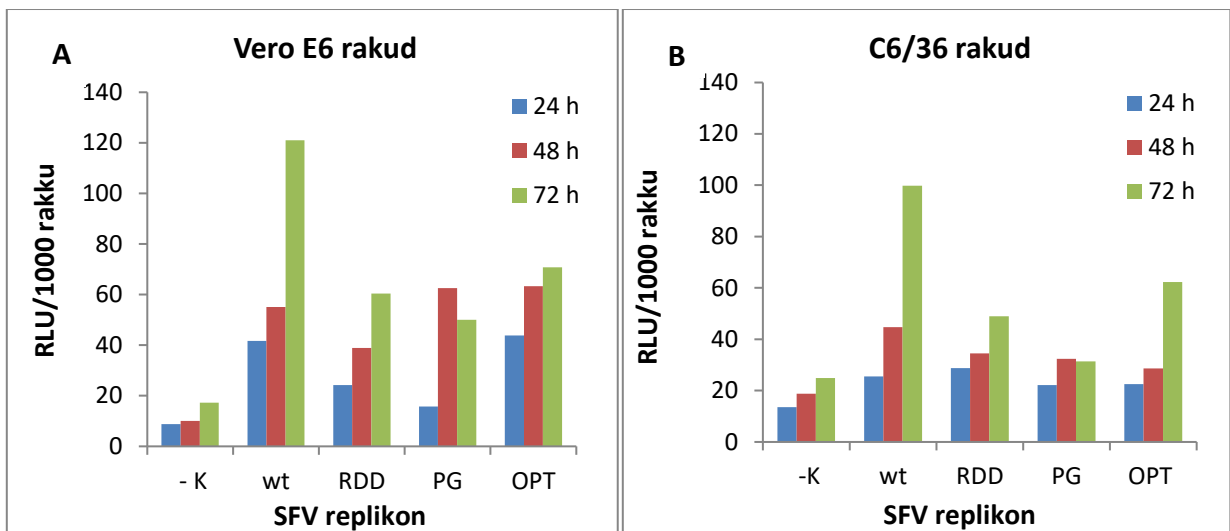 A
Vero E6 rakud
140
120
100
80
60
40
20
0
RLU/1000 rakku
24 h
48 h
72 h
- K wt RDD PG OPT
SFV replikon
B
C6/36 rakud
140
120
100
80
60
40
20
0
RLU/1000 rakku
24 h
48 h
72 h
-K wt RDD PG OPT
SFV replikon